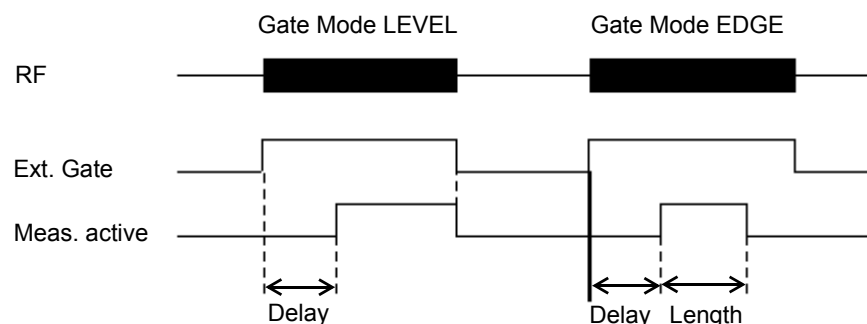 Gate Mode LEVEL Gate Mode EDGE
RF
Ext. Gate
Meas. active
Delay Delay Length